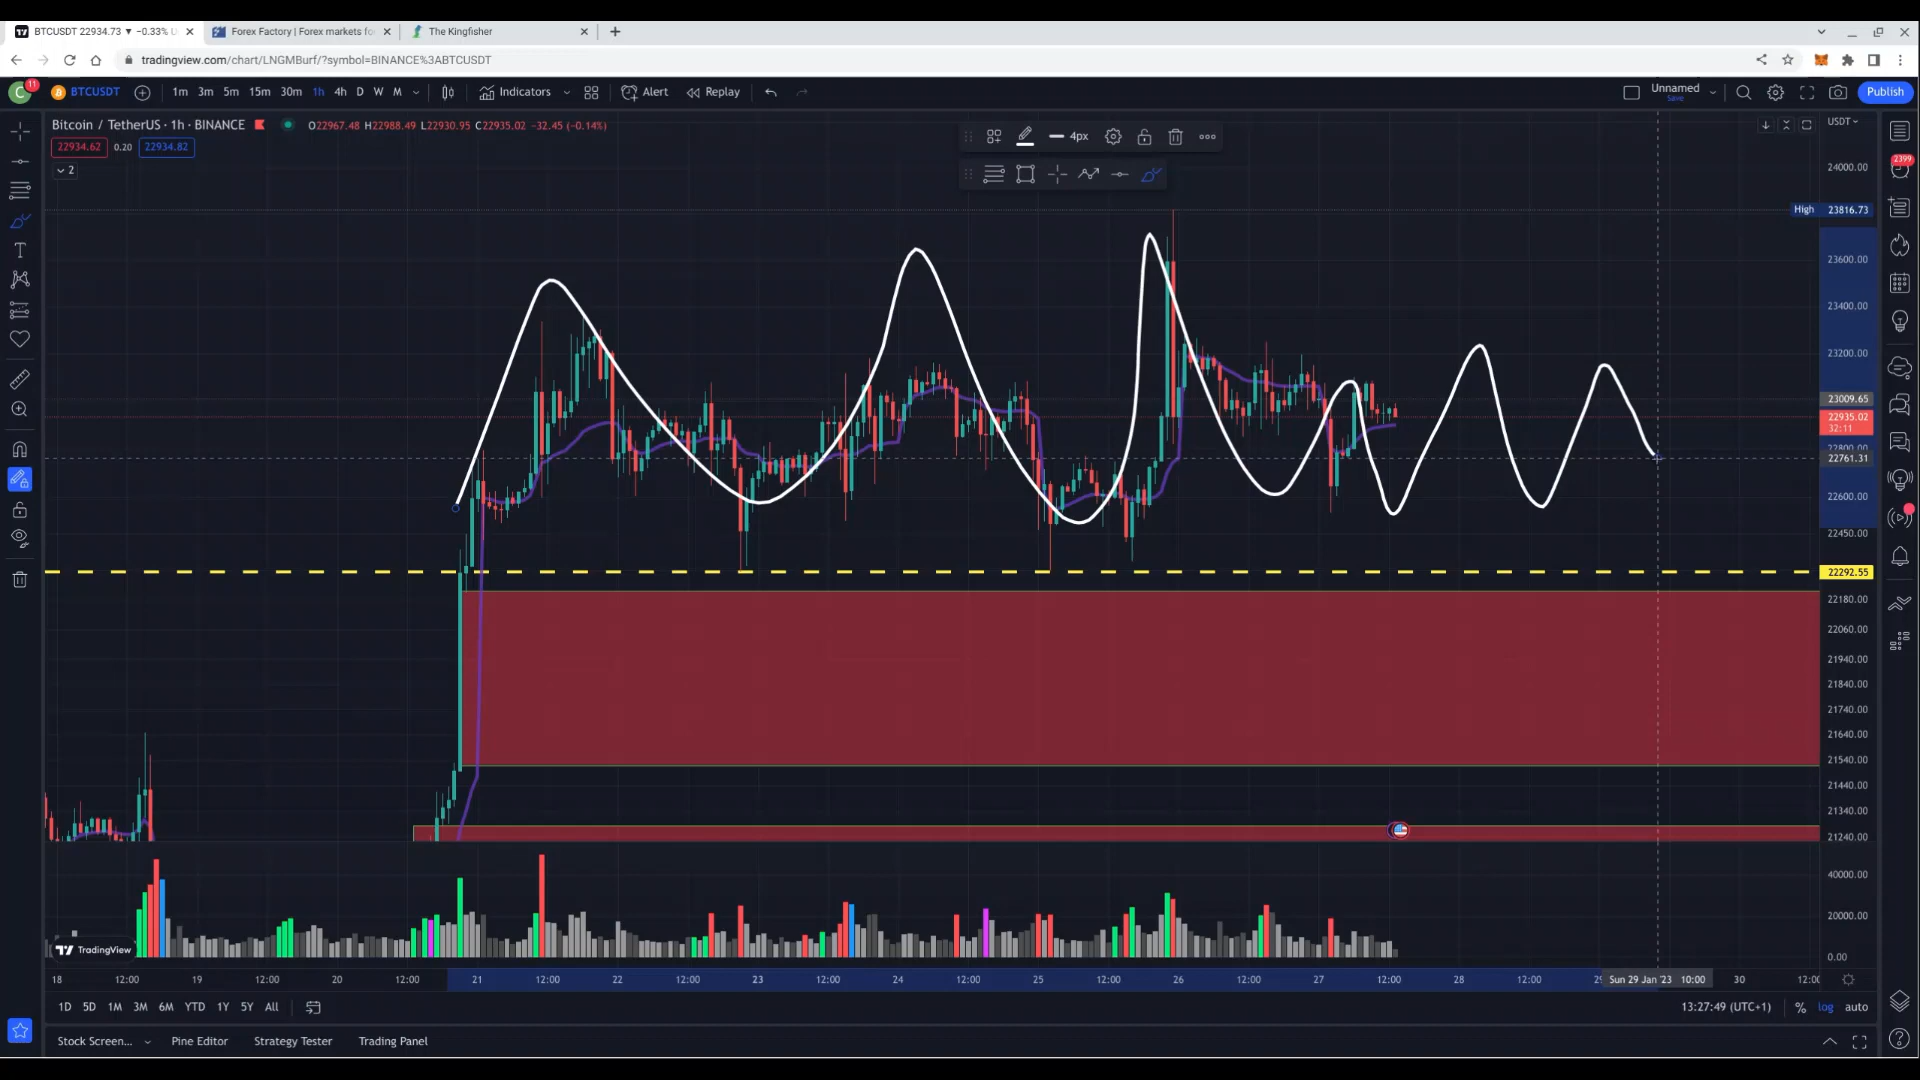 BTCUSDT 22934.73 ▼ −0.33% U
Forex Factory | Forex markets fo
The Kingfisher
tradingview.com/chart/LNGMBurf/?symbol=BINANCE%3ABTCUSDT
C 11
BTCUSDT
1m 3m 5m 15m 30m 1h 4h D W M
Indicators
Alert
Replay
Unnamed
Save
Publish
Bitcoin / TetherUS · 1h · BINANCE
O22967.48 H22988.49 L22930.95 C22935.02 −32.45 (−0.14%)
22934.62 0.20 22934.82
2
4px
USDT
24000.00
High 23816.73
2399
23600.00
23400.00
23200.00
23009.65
22935.02
32:11
22800.00
22761.31
22600.00
22450.00
22292.55
22180.00
22060.00
21940.00
21840.00
21740.00
21640.00
21540.00
21440.00
21340.00
21240.00
40000.00
20000.00
0.00
TradingView
18 12:00 19 12:00 20 12:00 21 12:00 22 12:00 23 12:00 24 12:00 25 12:00 26 12:00 27 12:00 28 12:00 Sun 29 Jan '23 10:00 30 12:00
1D 5D 1M 3M 6M YTD 1Y 5Y All
13:27:49 (UTC+1) % log auto
Stock Screen... Pine Editor Strategy Tester Trading Panel